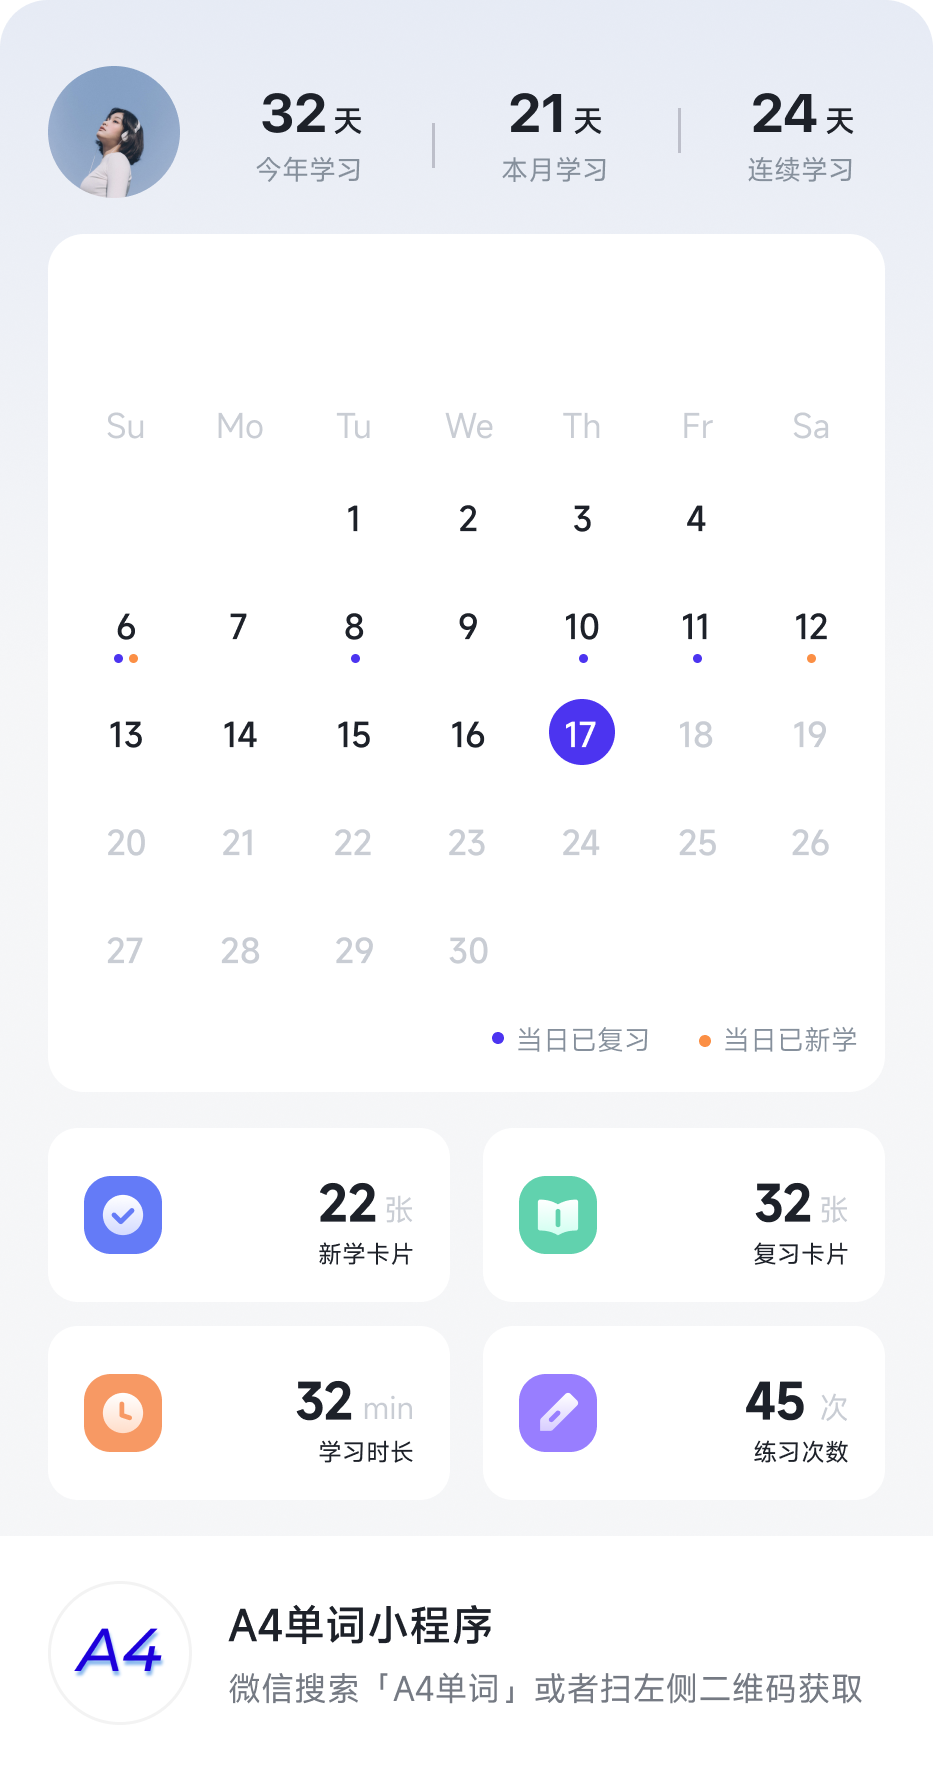 32 天 21 天 24 天
今年学习 本月学习 连续学习
Su Mo Tu We Th Fr Sa
1 2 3 4
6 7 8 9 10 11 12
13 14 15 16 17 18 19
20 21 22 23 24 25 26
27 28 29 30
当日已复习 当日已新学
22 张
新学卡片
32 张
复习卡片
32 min
学习时长
45 次
练习次数
A4
A4单词小程序
微信搜索「A4单词」或者扫左侧二维码获取